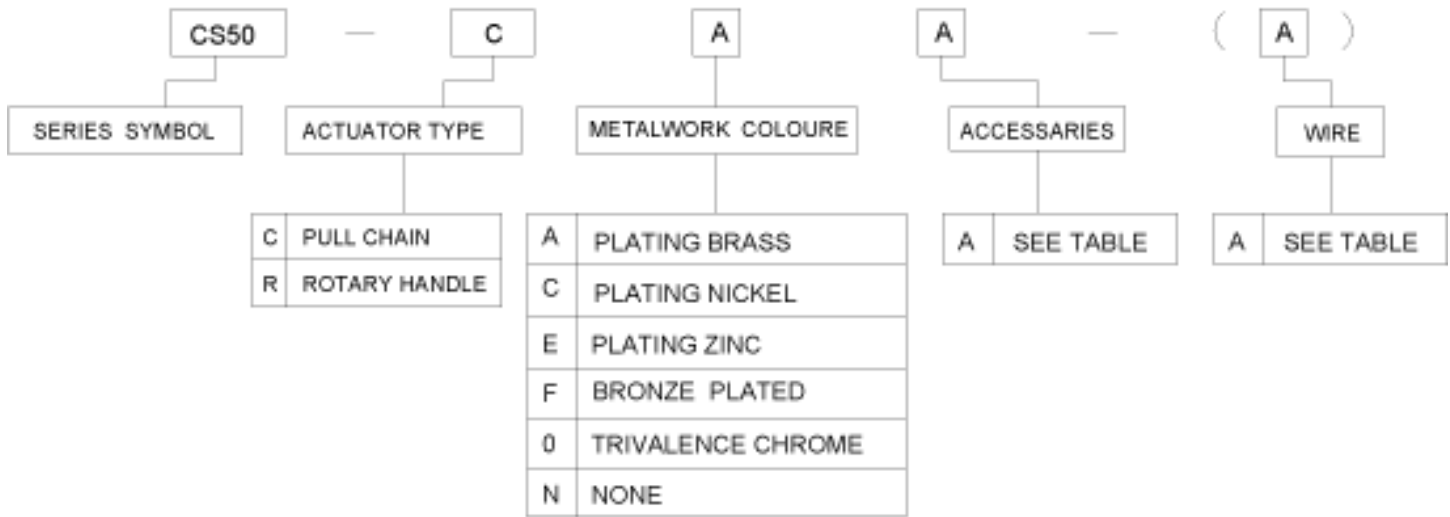 CS50 — C A A — ( A )
SERIES SYMBOL ACTUATOR TYPE METALWORK COLOURE ACCESSARIES WIRE
C PULL CHAIN
R ROTARY HANDLE
A PLATING BRASS
C PLATING NICKEL
E PLATING ZINC
F BRONZE PLATED
0 TRIVALENCE CHROME
N NONE
A SEE TABLE
A SEE TABLE